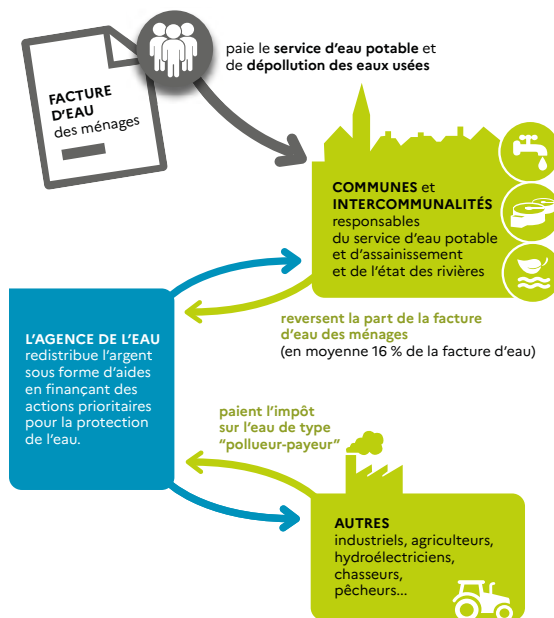 paie le service d'eau potable et
de dépollution des eaux usées
FACTURE
D'EAU
des ménages
COMMUNES et
INTERCOMMUNALITÉS
responsables
du service d'eau potable
et d'assainissement
et de l'état des rivières
reversent la part de la facture
d'eau des ménages
(en moyenne 16 % de la facture d'eau)
L'AGENCE DE L'EAU
redistribue l'argent
sous forme d'aides
en finançant des
actions prioritaires
pour la protection
de l'eau.
paient l'impôt
sur l'eau de type
"pollueur-payeur"
AUTRES
industriels, agriculteurs,
hydroélectriciens,
chasseurs,
pêcheurs...